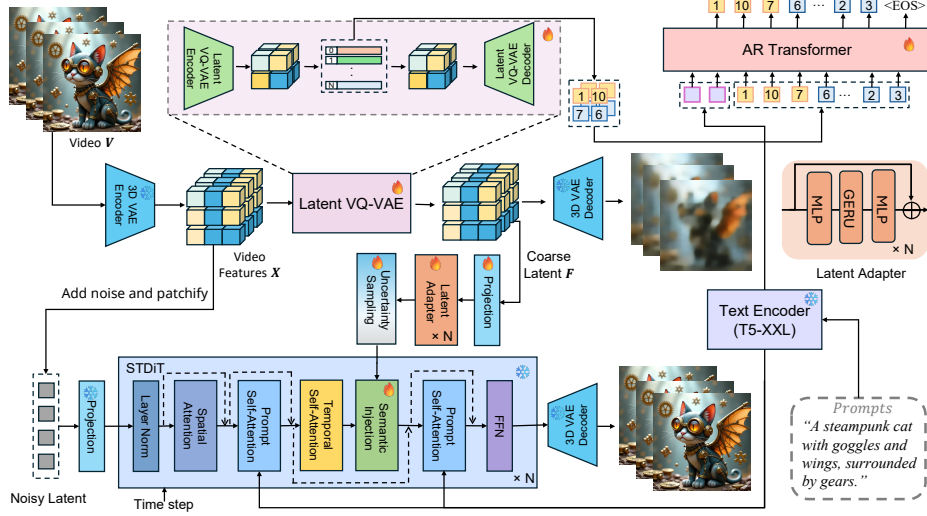 1 10 7 6 ··· 2 3 <EOS>
AR Transformer
1 10 7 6 ··· 2 3
Latent
VQ-VAE
Encoder
0
1
:
N
Latent
VQ-VAE
Decoder
1 10
7 6
Video V
3D VAE
Encoder
Video
Features X
Latent VQ-VAE
Coarse
Latent F
3D VAE
Decoder
MLP
GERU
MLP
× N
Latent Adapter
Add noise and patchify
Uncertainty
Sampling
Latent
Adapter
× N
Projection
Text Encoder
(T5-XXL)
Noisy Latent
Projection
STDiT
Layer Norm
Spatial
Attention
Prompt
Self-Attention
Temporal
Self-Attention
Semantic
Injection
Prompt
Self-Attention
FFN
× N
Time step
3D VAE
Decoder
Prompts
“A steampunk cat
with goggles and
wings, surrounded
by gears.”